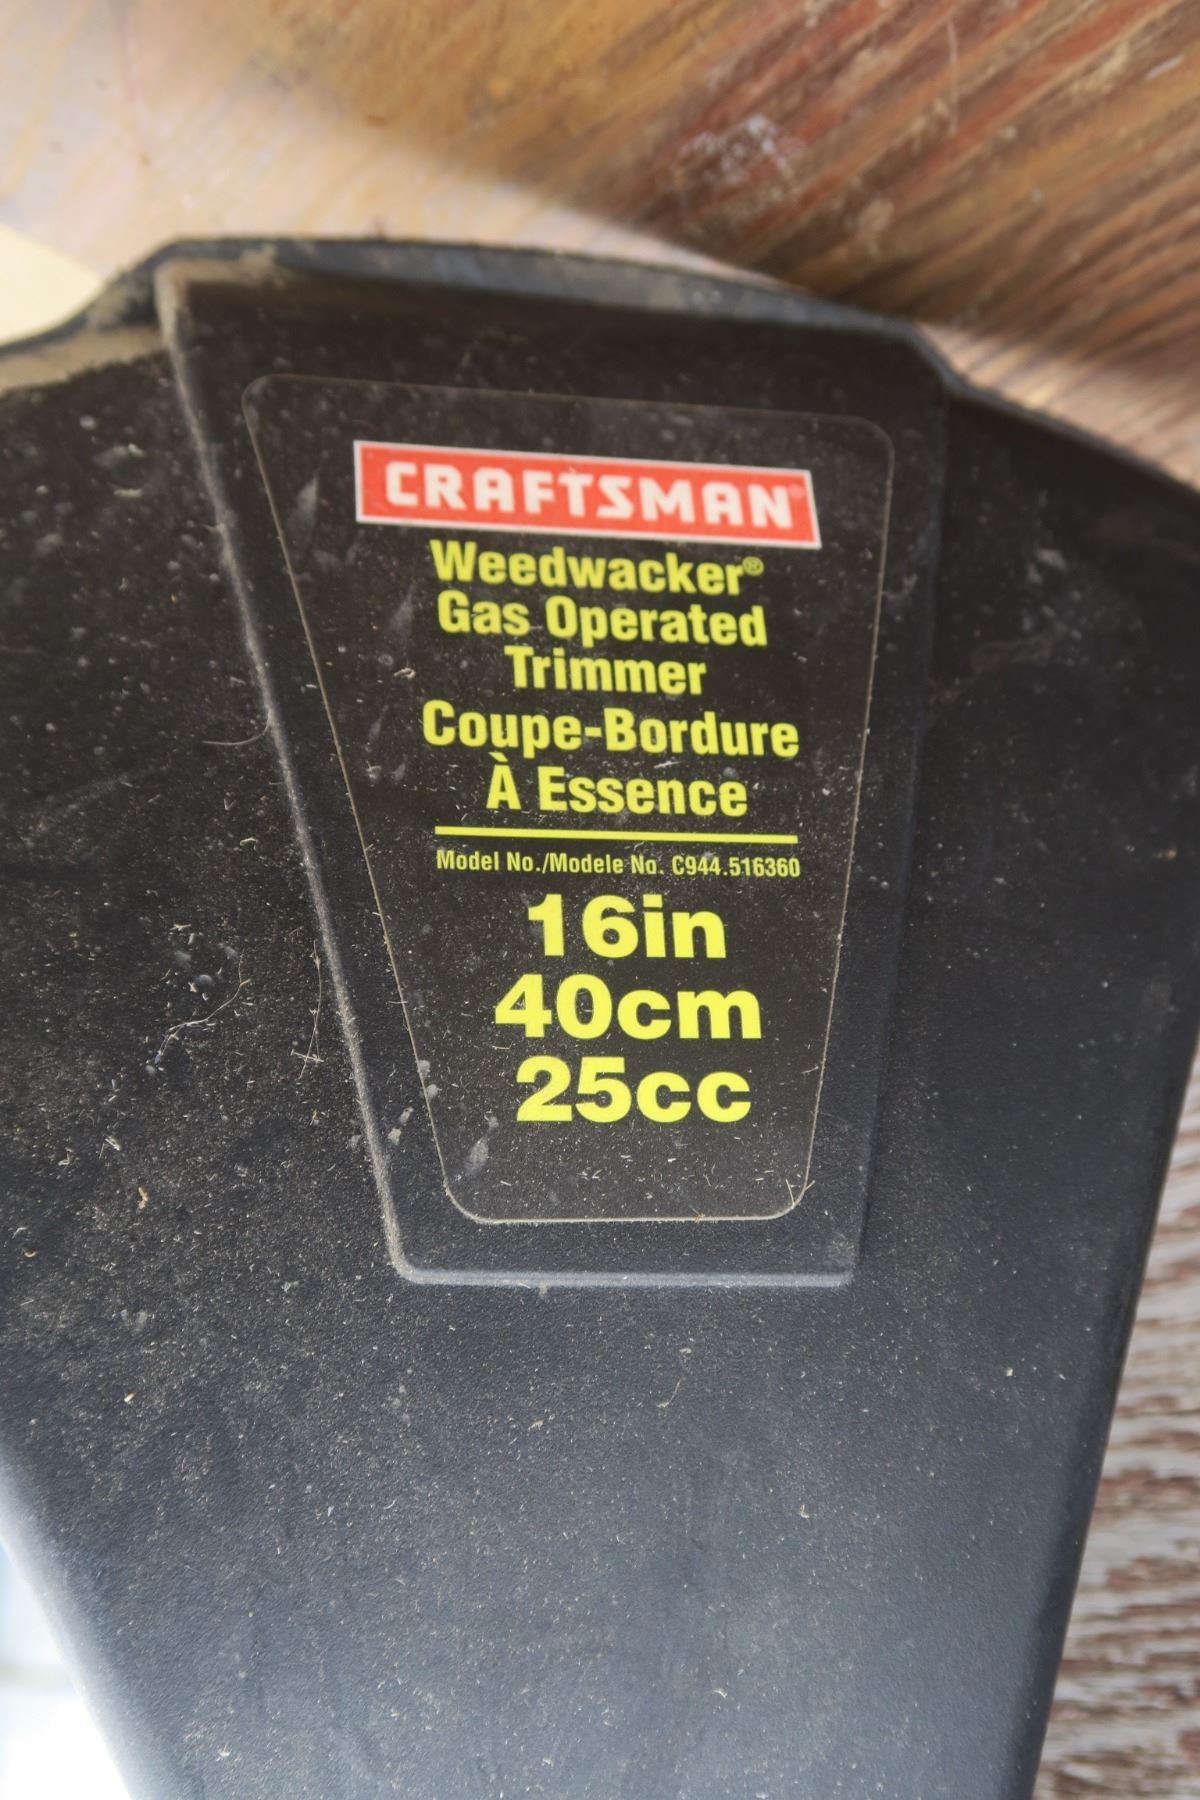 CRAFTSMAN®
Weedwacker®
Gas Operated
Trimmer
Coupe-Bordure
À Essence
Model No./Modele No. C944.516360
16in
40cm
25cc